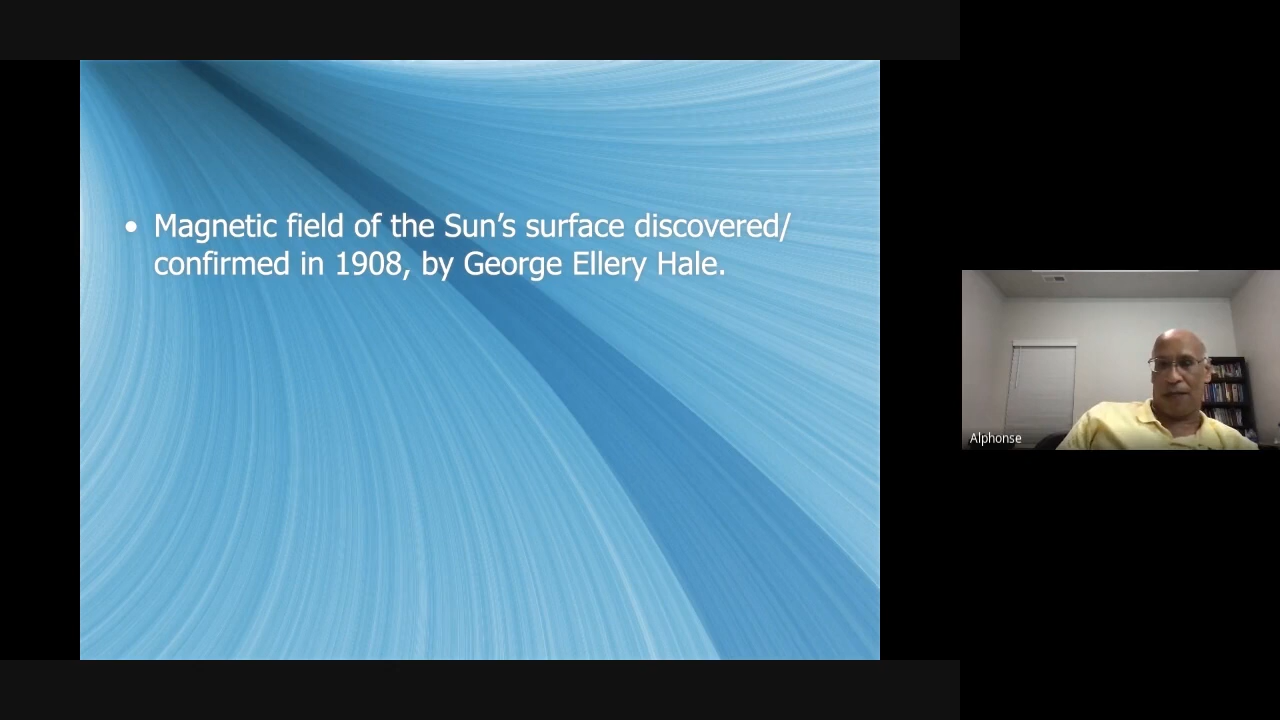 • Magnetic field of the Sun’s surface discovered/
confirmed in 1908, by George Ellery Hale.
Alphonse